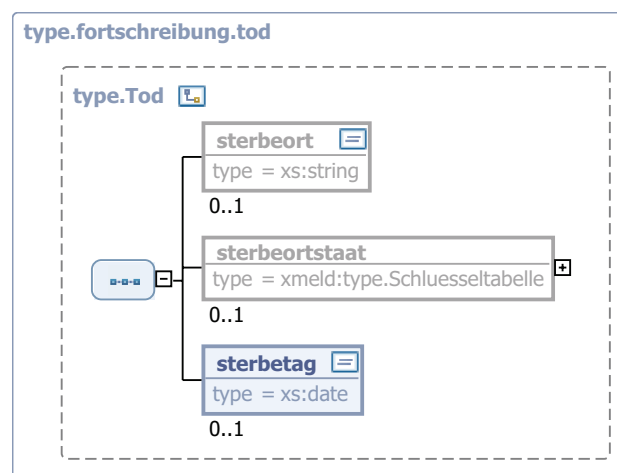 type.fortschreibung.tod
type.Tod
sterbeort
type = xs:string
0..1
sterbeortstaat
type = xmeld:type.Schluesseltabelle
0..1
sterbetag
type = xs:date
0..1